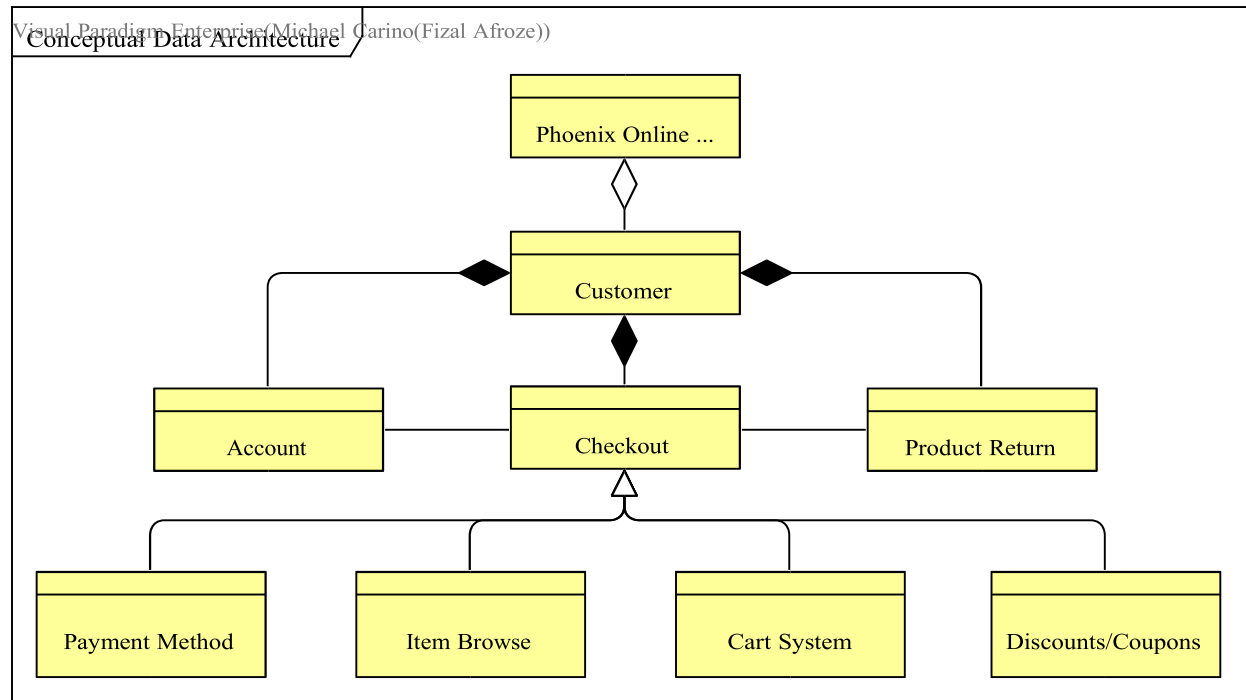 Visual Paradigm Enterprise(Michael Carino(Fizal Afroze))
Conceptual Data Architecture
Phoenix Online ...
Customer
Account
Checkout
Product Return
Payment Method
Item Browse
Cart System
Discounts/Coupons